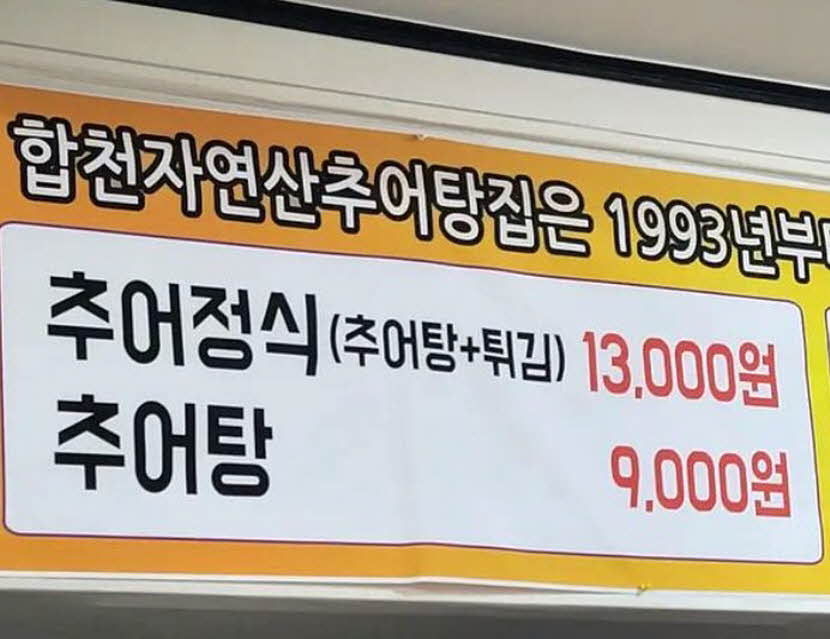 합천자연산추어탕집은 1993년부
추어정식(추어탕+튀김) 13,000원
추어탕 9,000원